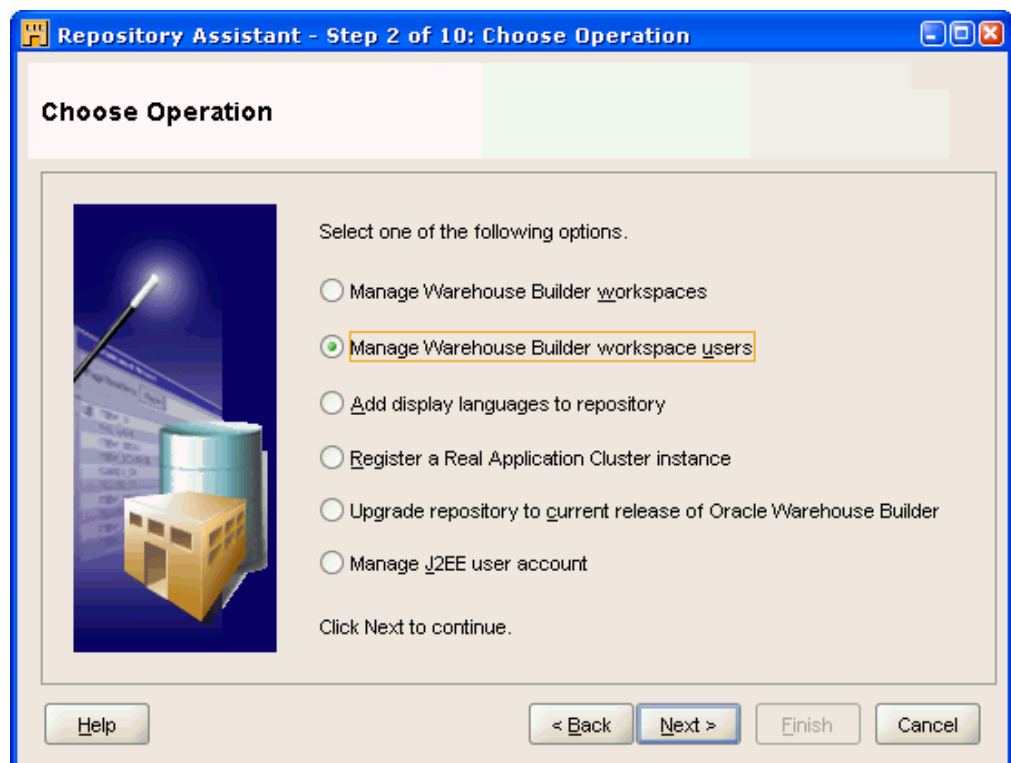 Repository Assistant - Step 2 of 10: Choose Operation
Choose Operation
Select one of the following options.
Manage Warehouse Builder workspaces
Manage Warehouse Builder workspace users
Add display languages to repository
Register a Real Application Cluster instance
Upgrade repository to current release of Oracle Warehouse Builder
Manage J2EE user account
Click Next to continue.
Help
< Back
Next >
Finish
Cancel